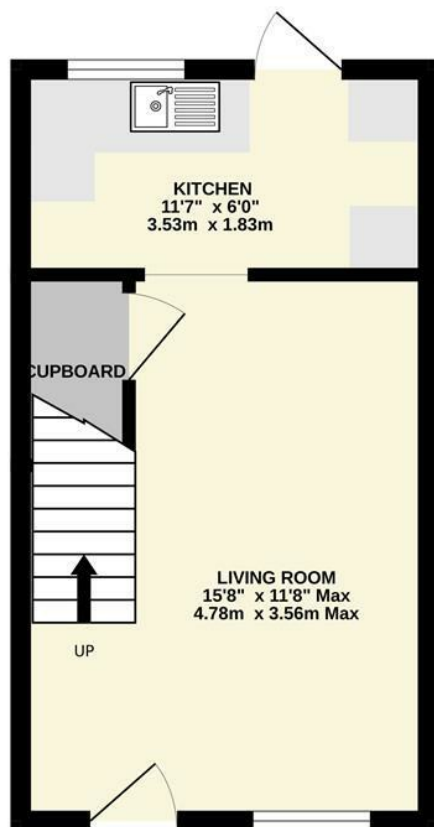 KITCHEN
11'7" x 6'0"
3.53m x 1.83m
CUPBOARD
LIVING ROOM
15'8" x 11'8" Max
4.78m x 3.56m Max
UP